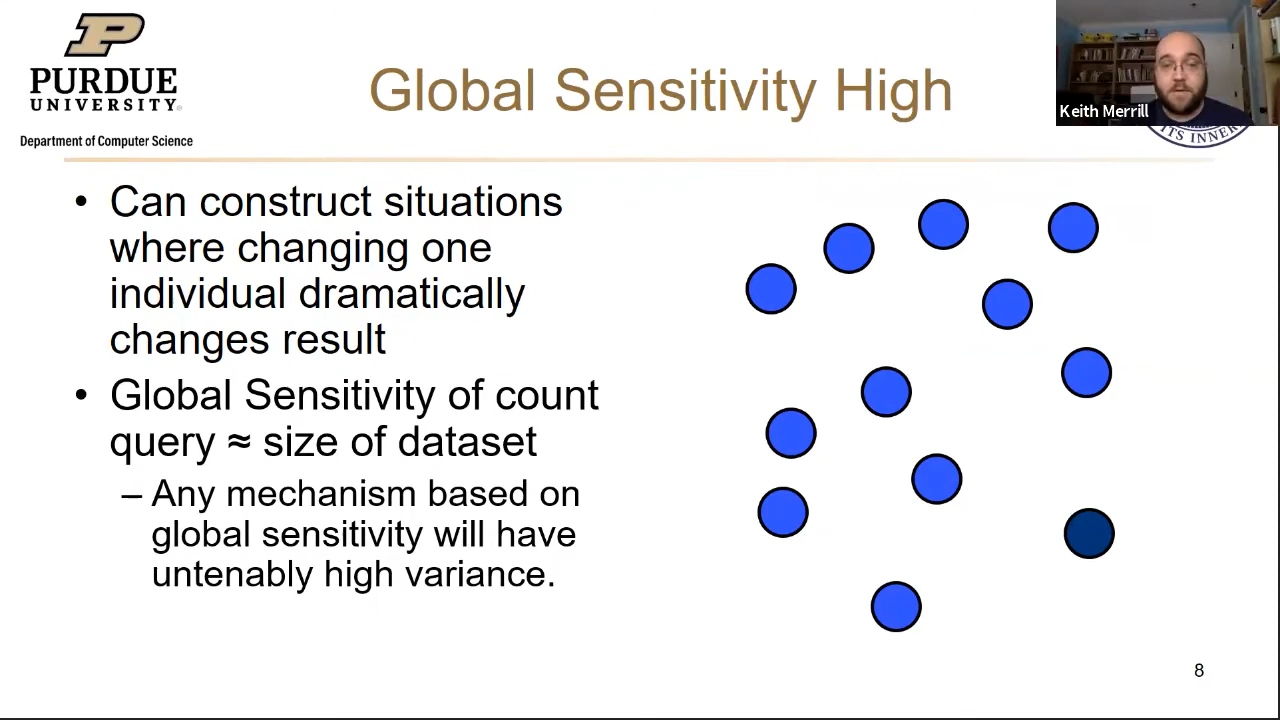 PURDUE
UNIVERSITY®
Department of Computer Science
Global Sensitivity High
Keith Merrill
ITS INNER
• Can construct situations
where changing one
individual dramatically
changes result
• Global Sensitivity of count
query ≈ size of dataset
– Any mechanism based on
global sensitivity will have
untenably high variance.
8